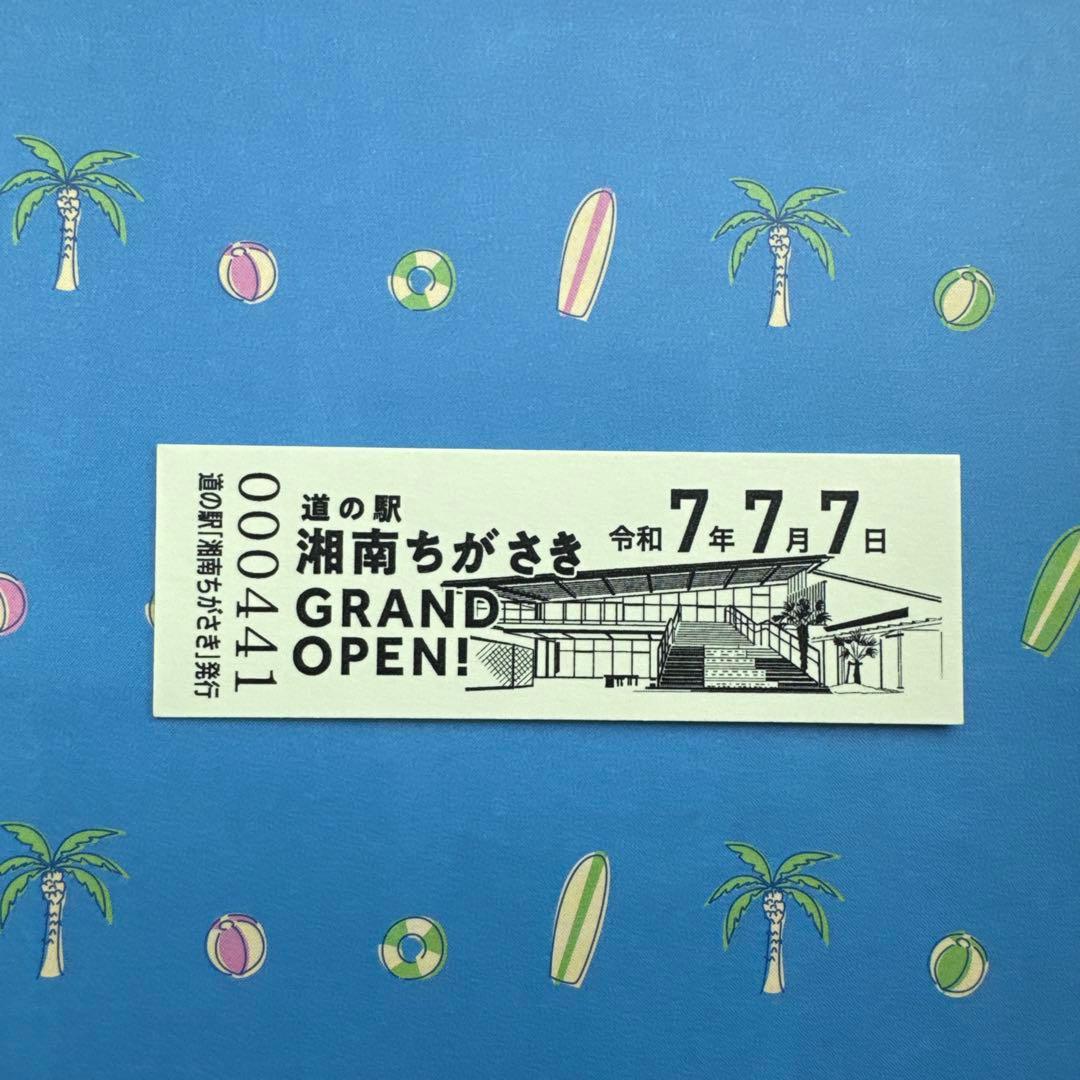 道の駅「湘南ちがさき」発行
000441
道の駅
湘南ちがさき
GRAND
OPEN!
令和7年7月7日